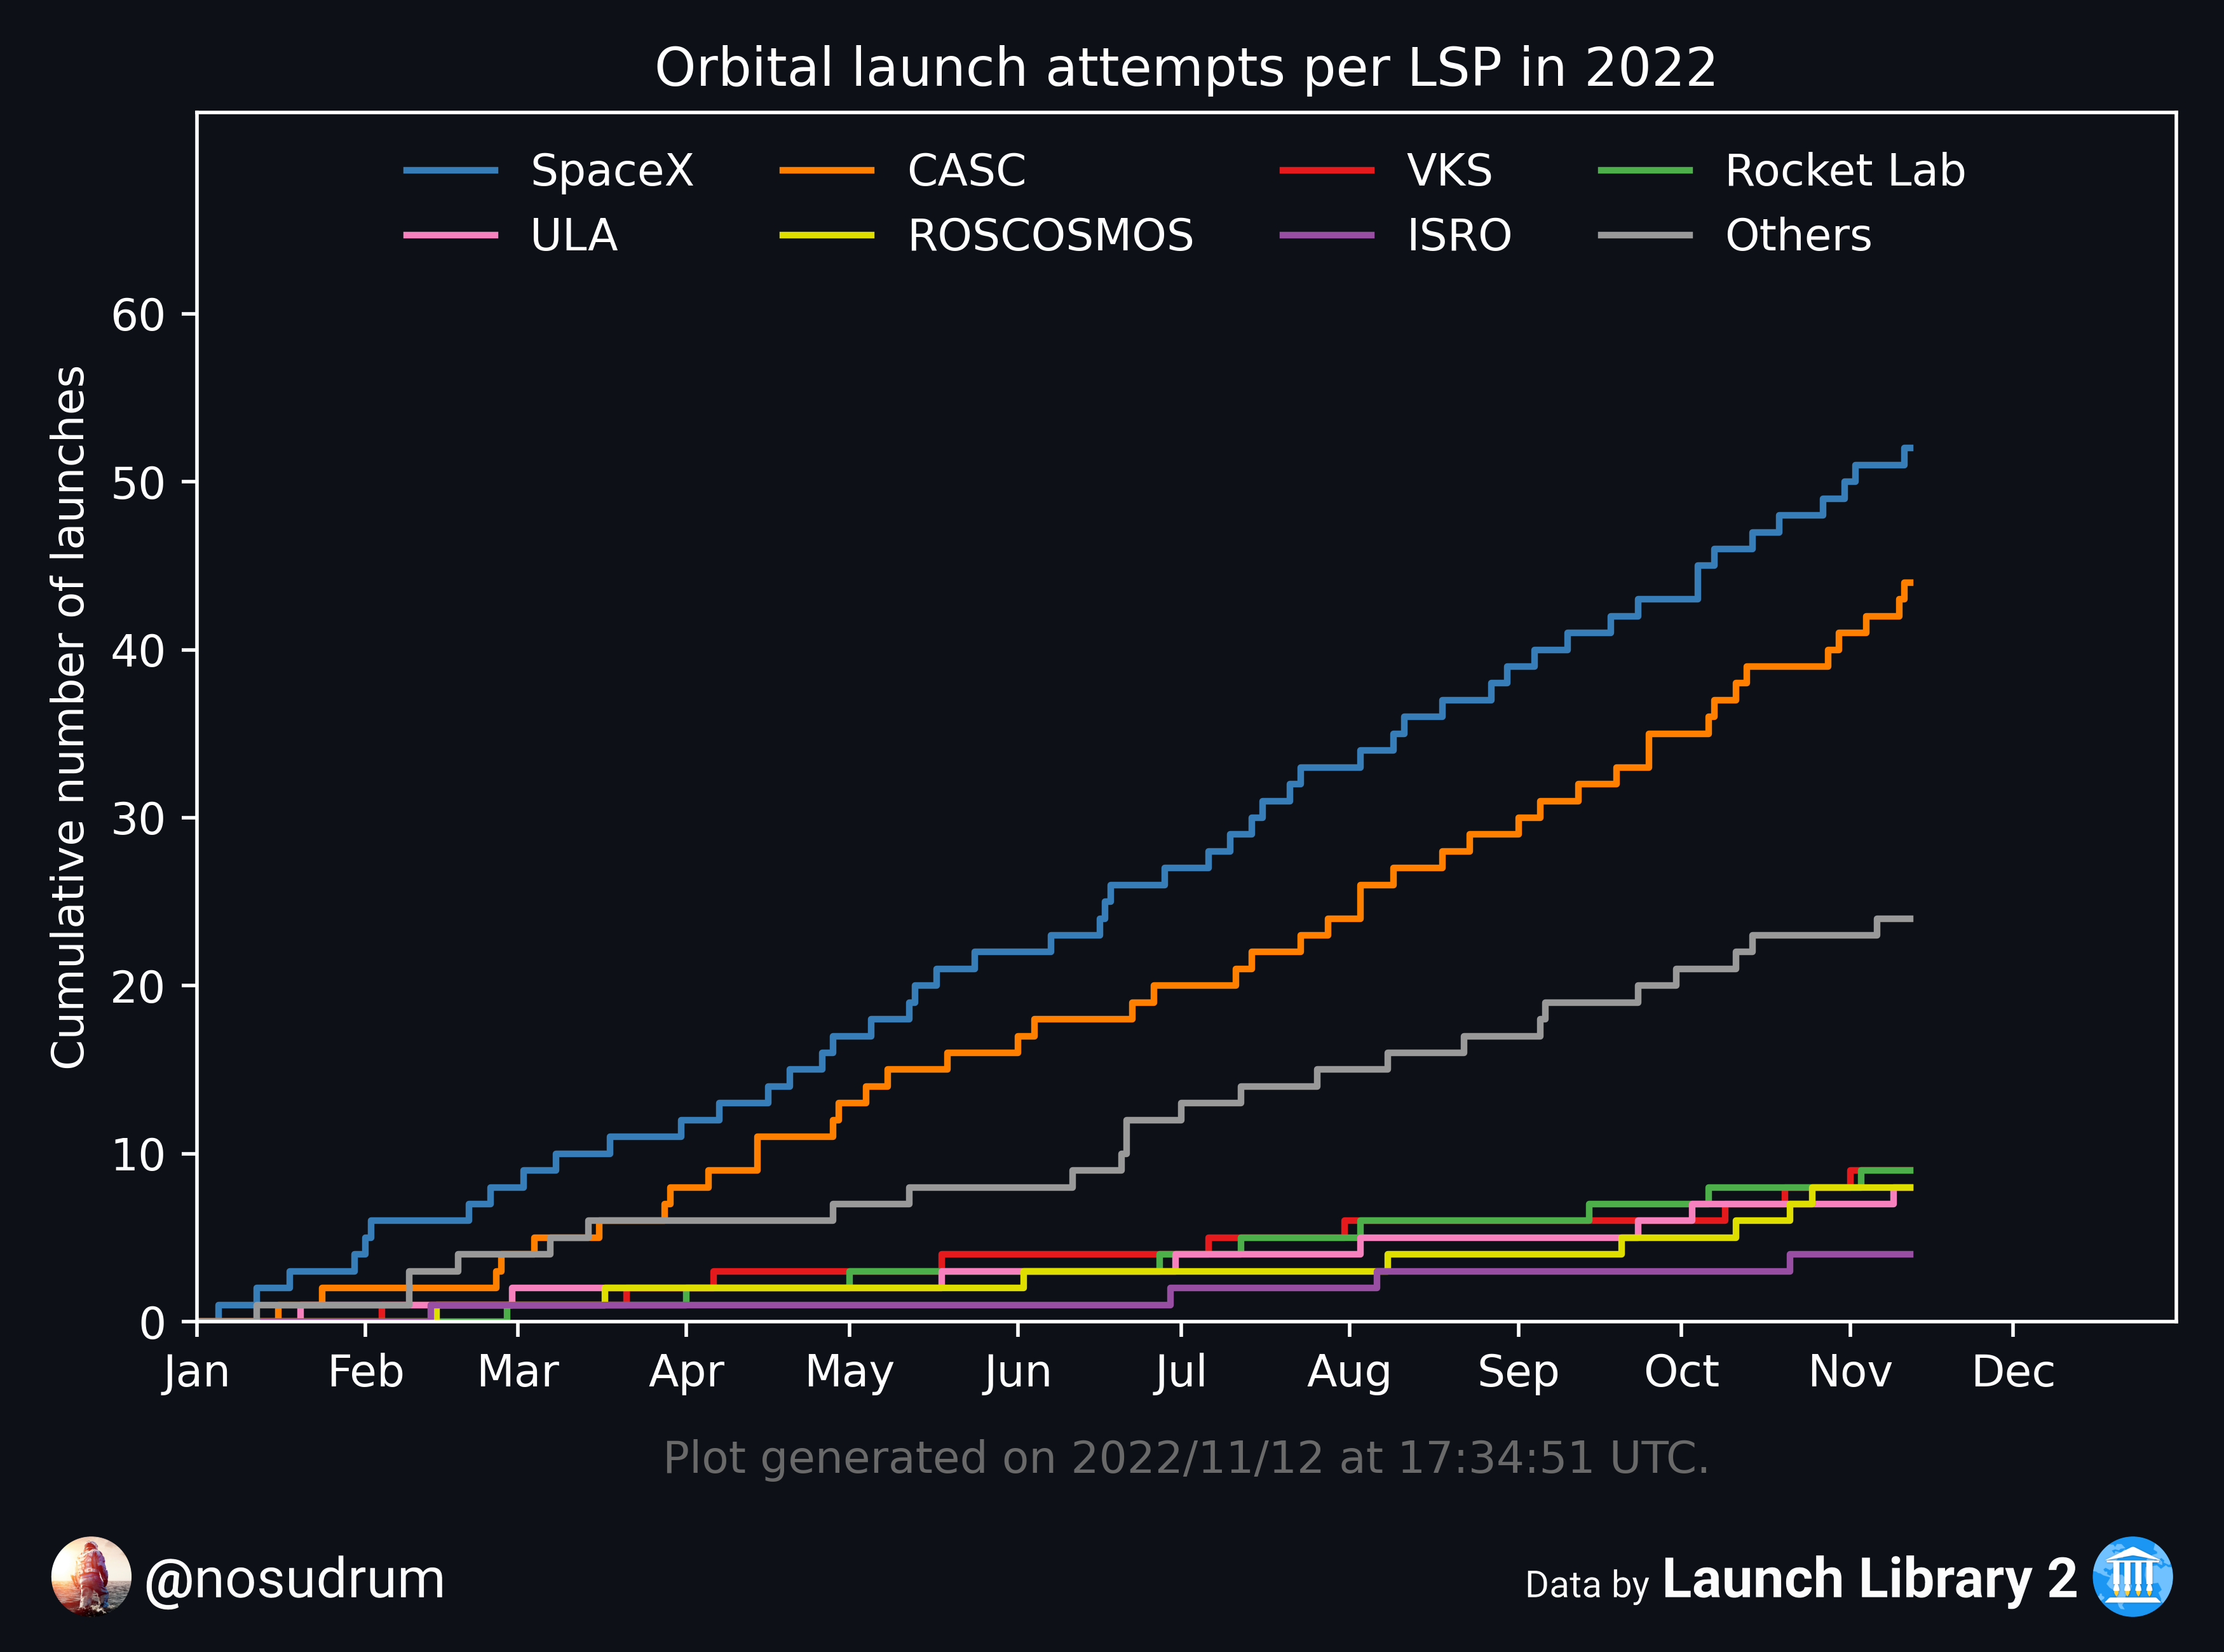 Orbital launch attempts per LSP in 2022
SpaceX CASC VKS Rocket Lab
ULA ROSCOSMOS ISRO Others
Cumulative number of launches
60
50
40
30
20
10
0
Jan Feb Mar Apr May Jun Jul Aug Sep Oct Nov Dec
Plot generated on 2022/11/12 at 17:34:51 UTC.
@nosudrum
Data by Launch Library 2